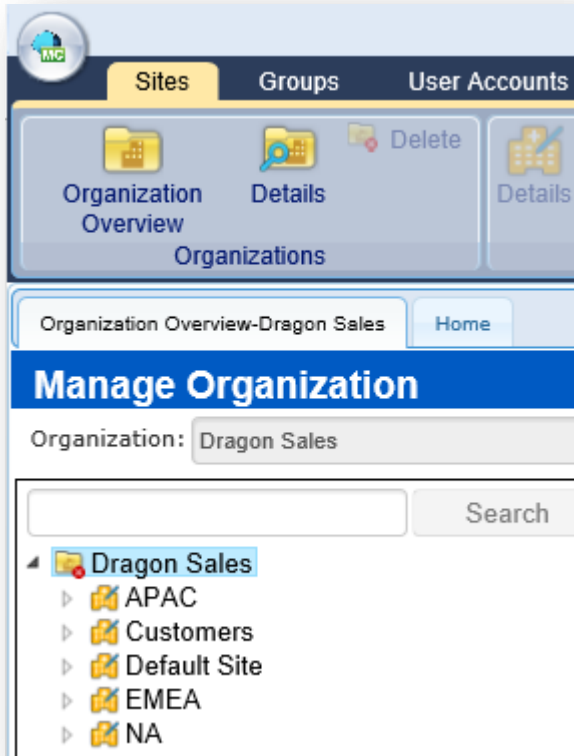 MC
Sites Groups User Accounts
Organization Overview
Details
Delete
Details
Organizations
Organization Overview-Dragon Sales
Home
Manage Organization
Organization: Dragon Sales
Search
Dragon Sales
APAC
Customers
Default Site
EMEA
NA